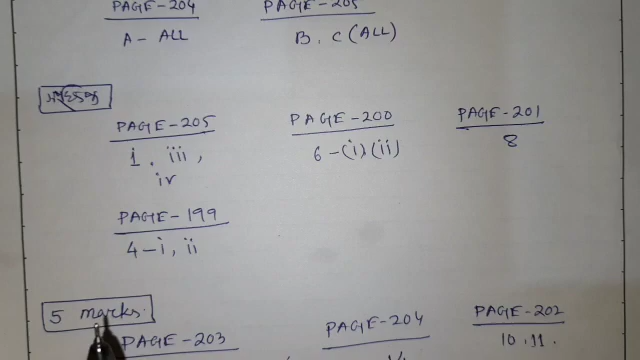 PAGE-204 PAGE-205
A- ALL B, C (ALL)
PAGE-205 PAGE-200 PAGE-201
i, iii, 6-(i)(ii) 8
iv
PAGE-199
4-i, ii
5 marks.
PAGE-203 PAGE-204 PAGE-202
10, 11.